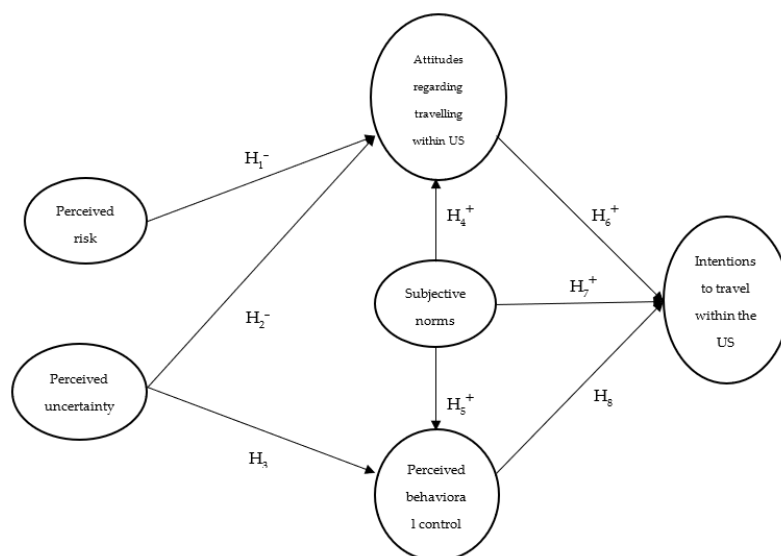 Attitudes
regarding
travelling
within US
H₁⁻
Perceived
risk
H₄⁺
H₆⁺
Subjective
norms
H₇⁺
Intentions
to travel
within the
US
H₂⁻
Perceived
uncertainty
H₃
H₅⁺
H₈
Perceived
behaviora
l control